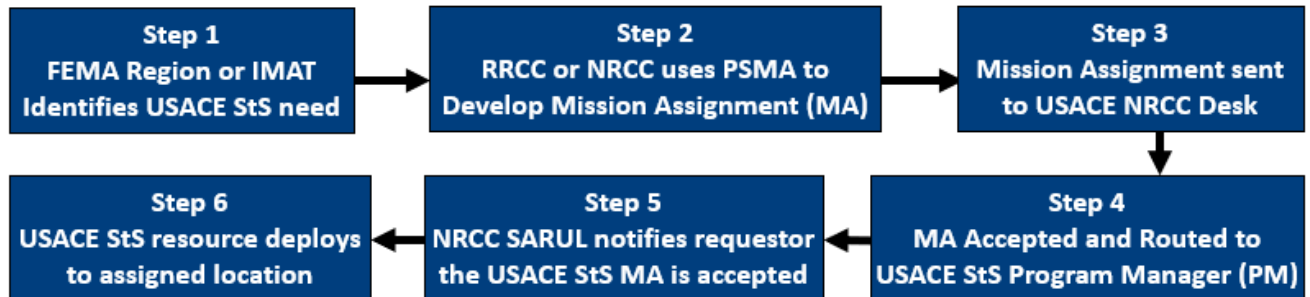 Step 1
FEMA Region or IMAT
Identifies USACE StS need
Step 2
RRCC or NRCC uses PSMA to
Develop Mission Assignment (MA)
Step 3
Mission Assignment sent
to USACE NRCC Desk
Step 4
MA Accepted and Routed to
USACE StS Program Manager (PM)
Step 5
NRCC SARUL notifies requestor
the USACE StS MA is accepted
Step 6
USACE StS resource deploys
to assigned location